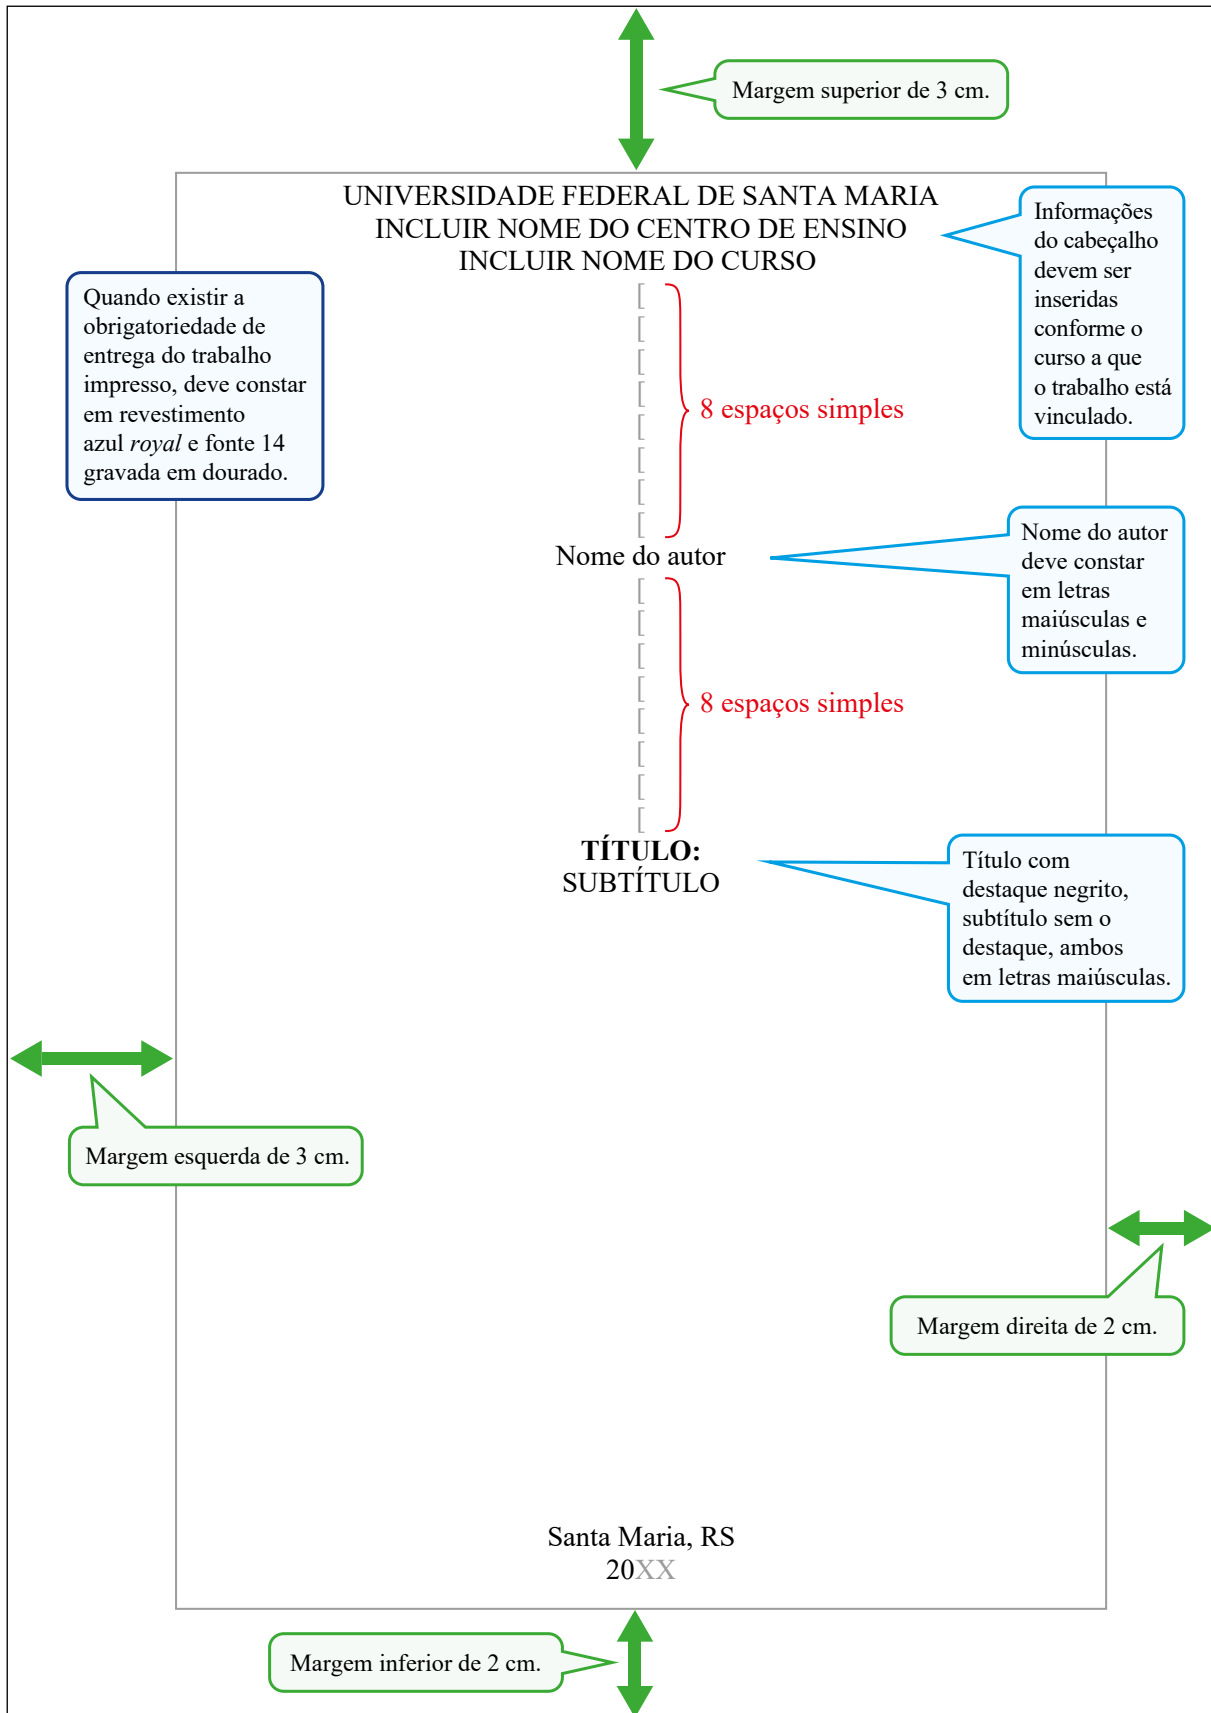 Margem superior de 3 cm.
UNIVERSIDADE FEDERAL DE SANTA MARIA
INCLUIR NOME DO CENTRO DE ENSINO
INCLUIR NOME DO CURSO
Informações
do cabeçalho
devem ser
inseridas
conforme o
curso a que
o trabalho está
vinculado.
Quando existir a
obrigatoriedade de
entrega do trabalho
impresso, deve constar
em revestimento
azul royal e fonte 14
gravada em dourado.
[
[
[
[
[
[
[
[
8 espaços simples
Nome do autor
Nome do autor
deve constar
em letras
maiúsculas e
minúsculas.
[
[
[
[
[
[
[
[
8 espaços simples
TÍTULO:
SUBTÍTULO
Título com
destaque negrito,
subtítulo sem o
destaque, ambos
em letras maiúsculas.
Margem esquerda de 3 cm.
Margem direita de 2 cm.
Santa Maria, RS
20XX
Margem inferior de 2 cm.